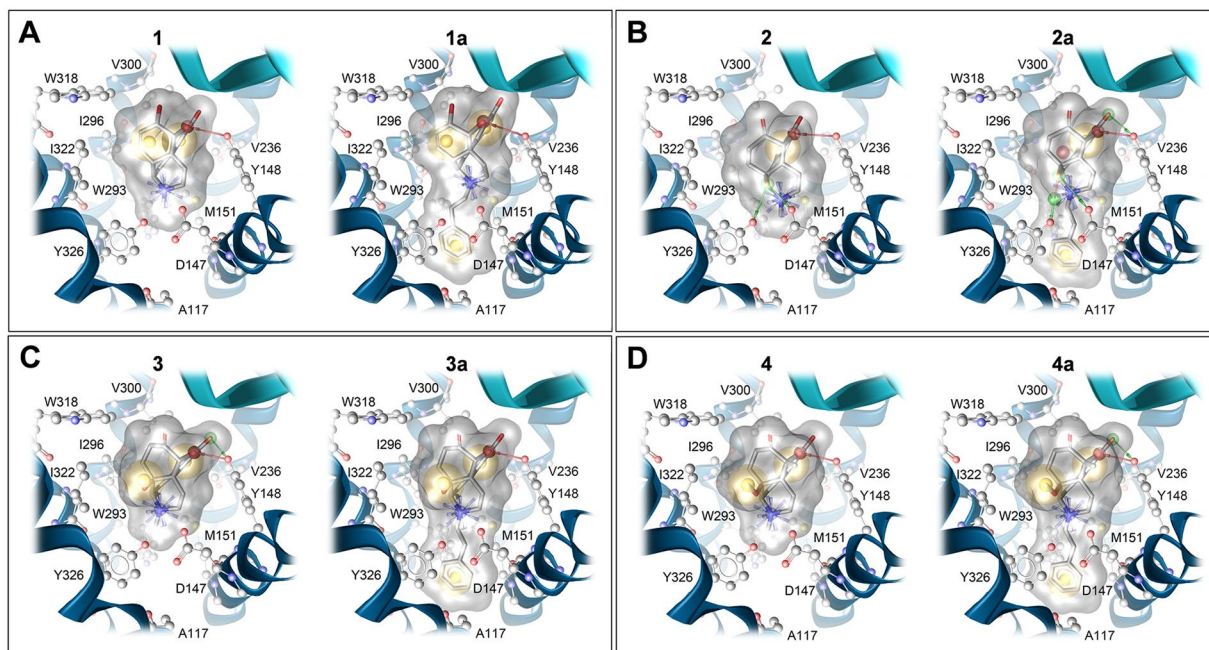 A
1
1a
V300
W318
I296
I322
W293
Y326
V236
Y148
M151
D147
V300
W318
I296
I322
W293
Y326
V236
Y148
M151
D147
A117
B
2
2a
V300
W318
I296
I322
W293
Y326
V236
Y148
M151
D147
A117
V300
W318
I296
I322
W293
Y326
V236
Y148
M151
D147
A117
C
3
3a
V300
W318
I296
I322
W293
Y326
V236
Y148
M151
D147
A117
V300
W318
I296
I322
W293
Y326
V236
Y148
M151
D147
A117
D
4
4a
V300
W318
I296
I322
W293
Y326
V236
Y148
M151
D147
A117
V300
W318
I296
I322
W293
Y326
V236
Y148
M151
D147
A117